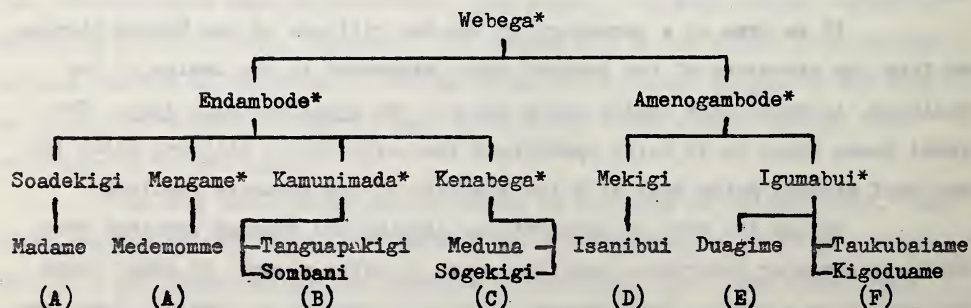 Webega*
Endambode* Amenogambode*
Soadekigi Mengame* Kamunimada* Kenabega* Mekigi Igumabui*
Madame Medemomme Tanguapukigi Meduna Isanibui Duagime Taukubaiame
Sombani Sogekigi Kigoduame
(A) (A) (B) (C) (D) (E) (F)